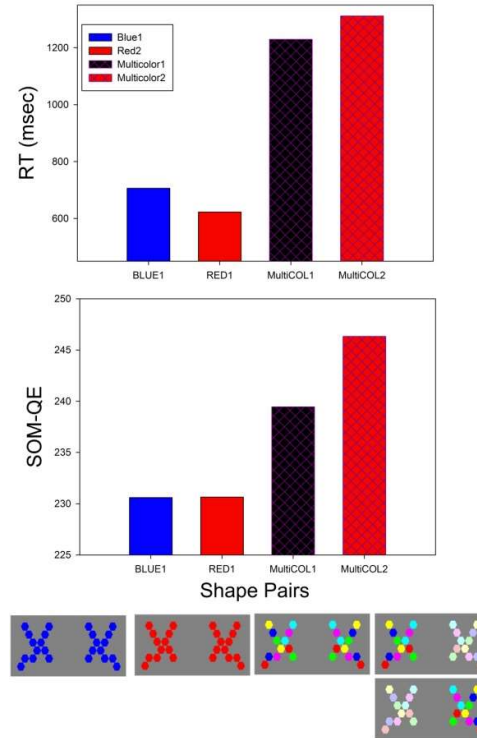 Blue1
Red2
Multicolor1
Multicolor2
1200
1000
800
600
RT (msec)
BLUE1 RED1 MultiCOL1 MultiCOL2
250
245
240
235
230
225
SOM-QE
BLUE1 RED1 MultiCOL1 MultiCOL2
Shape Pairs